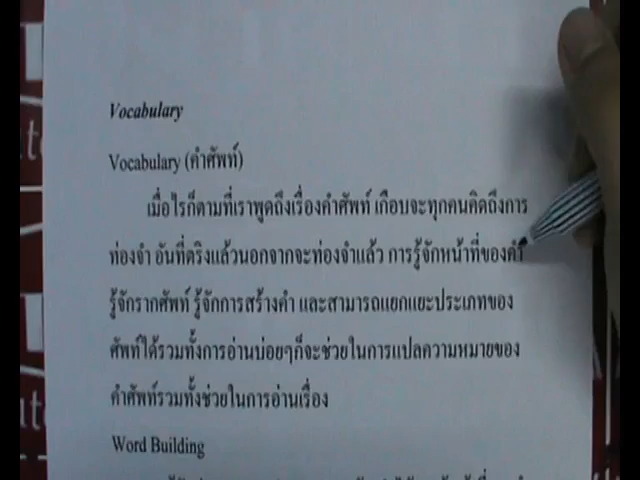 Vocabulary
Vocabulary (คำศัพท์)
เมื่อไรก็ตามที่เราพูดถึงเรื่องคำศัพท์ เกือบจะทุกคนคิดถึงการ
ท่องจำ อันที่จริงแล้วนอกจากจะท่องจำแล้ว การรู้จักหน้าที่ของคำ
รู้จักรากศัพท์ รู้จักการสร้างคำ และสามารถแยกแยะประเภทของ
ศัพท์ได้รวมทั้งการอ่านบ่อยๆก็จะช่วยในการแปลความหมายของ
คำศัพท์รวมทั้งช่วยในการอ่านเรื่อง
Word Building